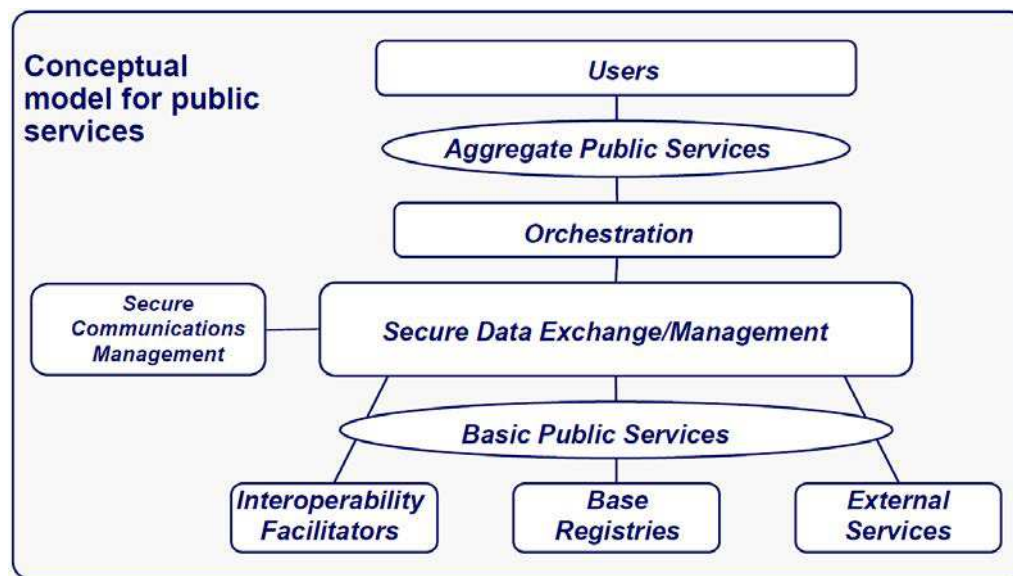 Conceptual
model for public
services
Users
Aggregate Public Services
Orchestration
Secure
Communications
Management
Secure Data Exchange/Management
Basic Public Services
Interoperability
Facilitators
Base
Registries
External
Services